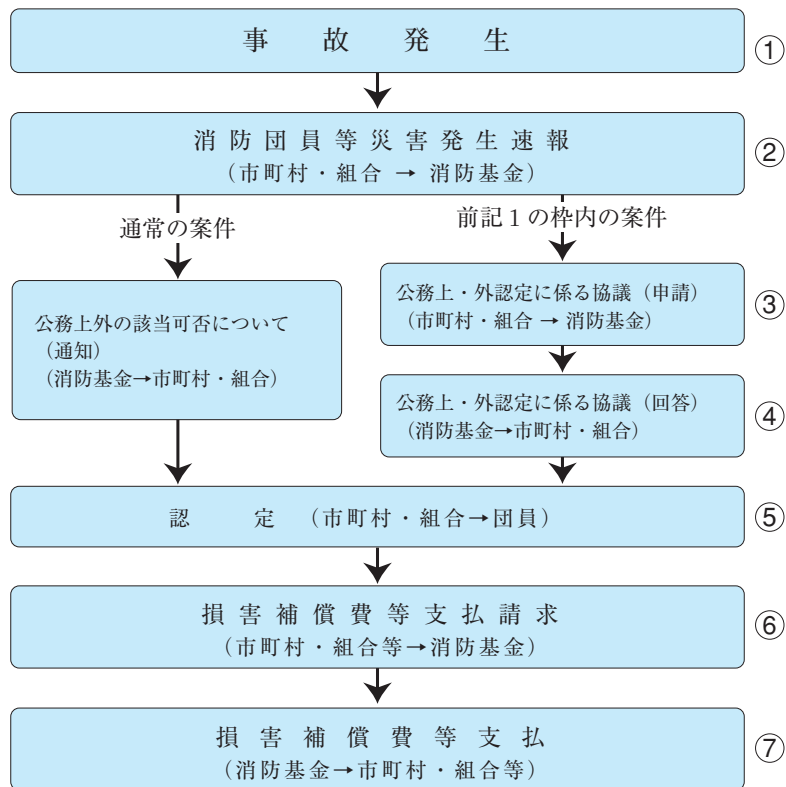 事故発生
①
消防団員等災害発生速報
(市町村・組合 → 消防基金)
②
通常の案件
前記1の枠内の案件
公務上外の該当可否について
(通知)
(消防基金→市町村・組合)
公務上・外認定に係る協議(申請)
(市町村・組合 → 消防基金)
③
公務上・外認定に係る協議(回答)
(消防基金→市町村・組合)
④
認定 (市町村・組合→団員)
⑤
損害補償費等支払請求
(市町村・組合等→消防基金)
⑥
損害補償費等支払
(消防基金→市町村・組合等)
⑦